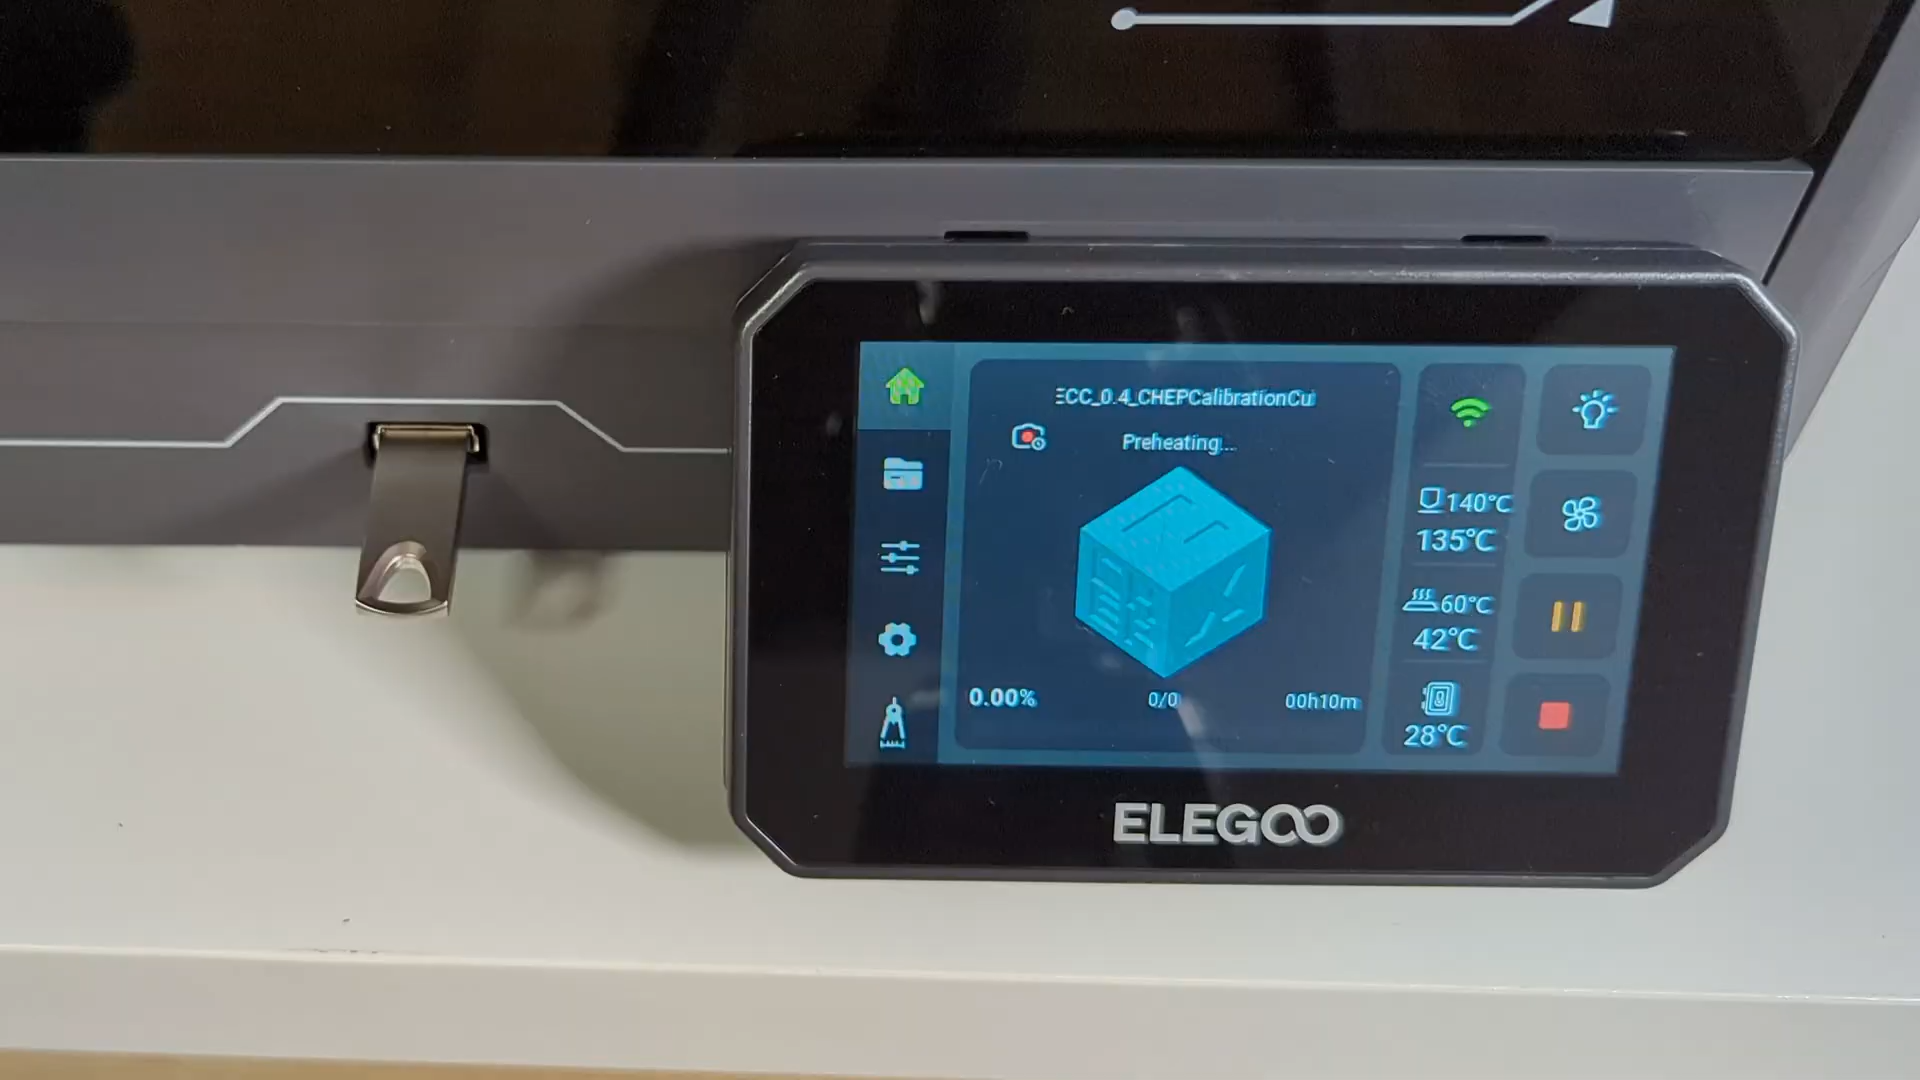 ECC_0.4_CHEPCalibrationCu
Preheating...
0.00%
0/0
00h10m
140°C
135°C
60°C
42°C
28°C
ELEGOO